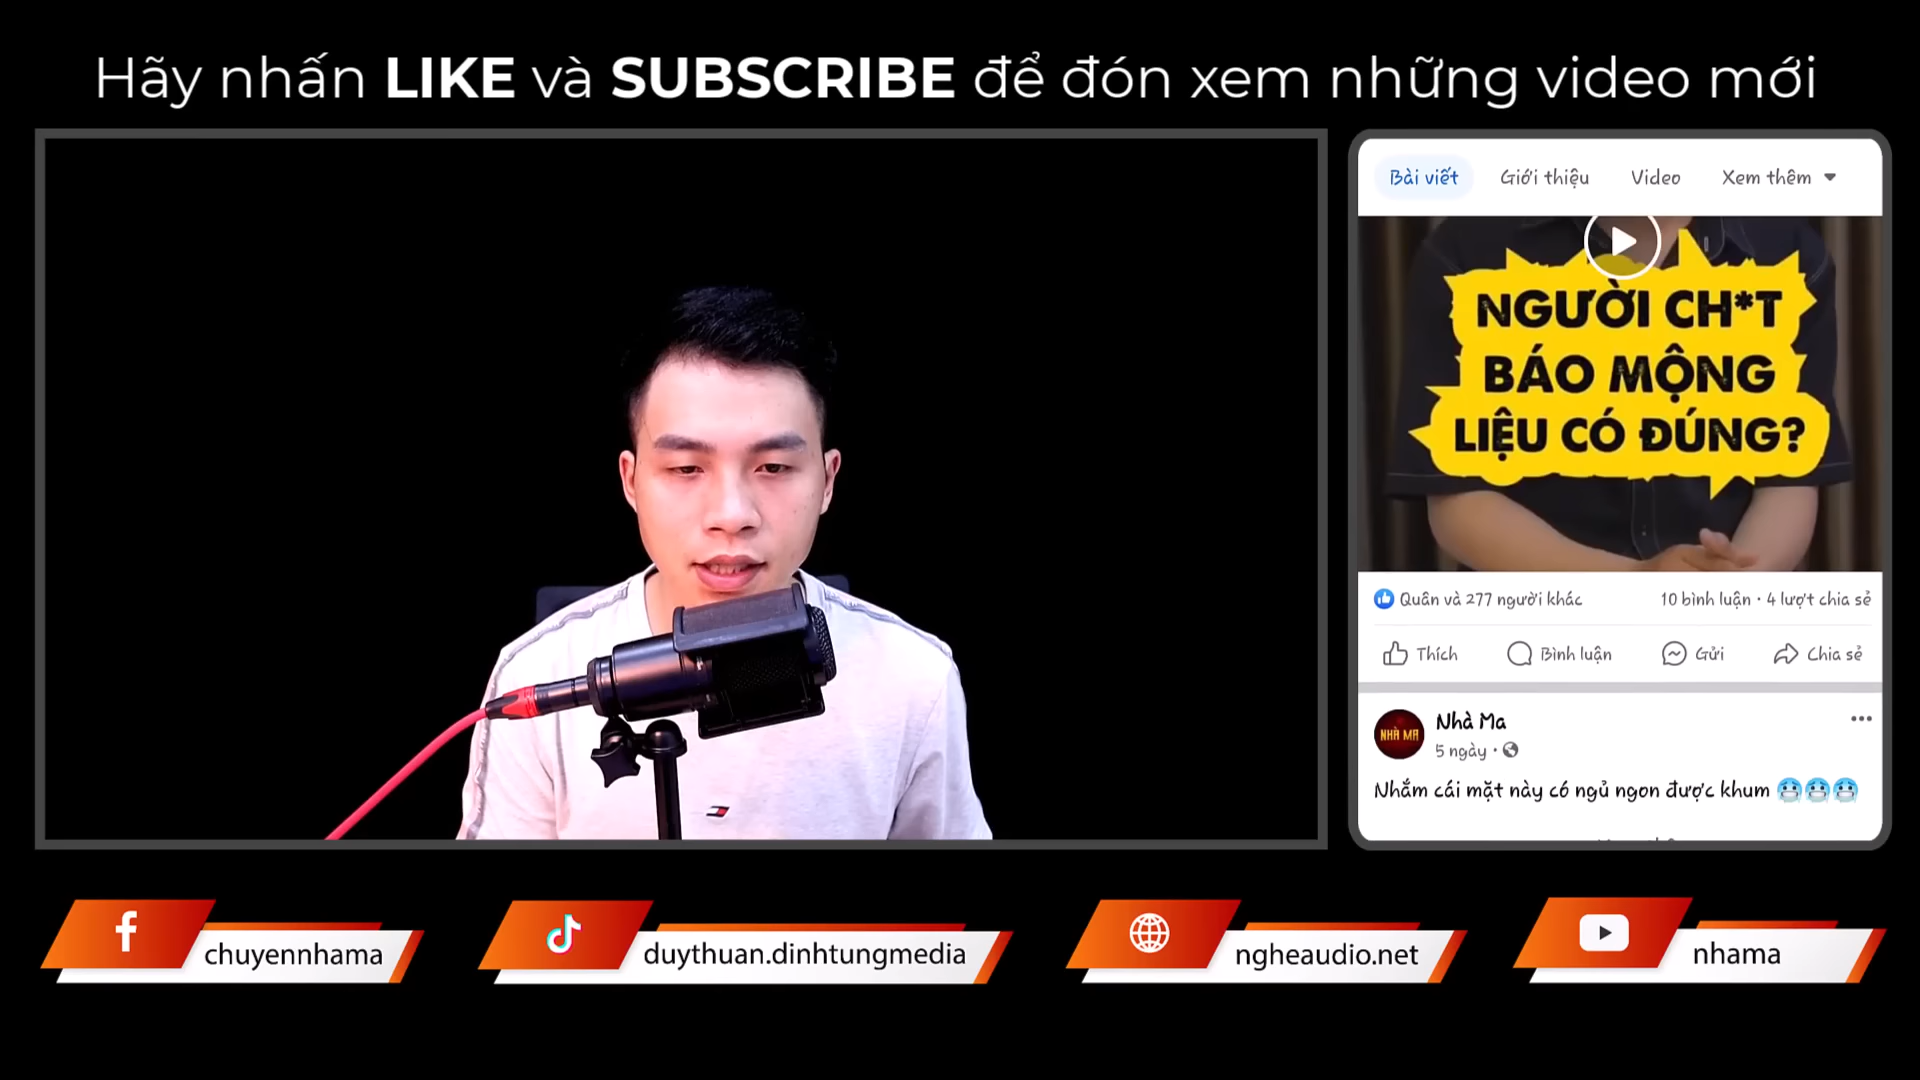 Hãy nhấn LIKE và SUBSCRIBE để đón xem những video mới
Bài viết Giới thiệu Video Xem thêm
NGƯỜI CH*T
BÁO MỘNG
LIỆU CÓ ĐÚNG?
Quân và 277 người khác 10 bình luận · 4 lượt chia sẻ
Thích Bình luận Gửi Chia sẻ
NHÀ MA
Nhà Ma
5 ngày ·
Nhắm cái mặt này có ngủ ngon được khum 🥶🥶🥶
chuyennhama
duythuan.dinhtungmedia
ngheaudio.net
nhama